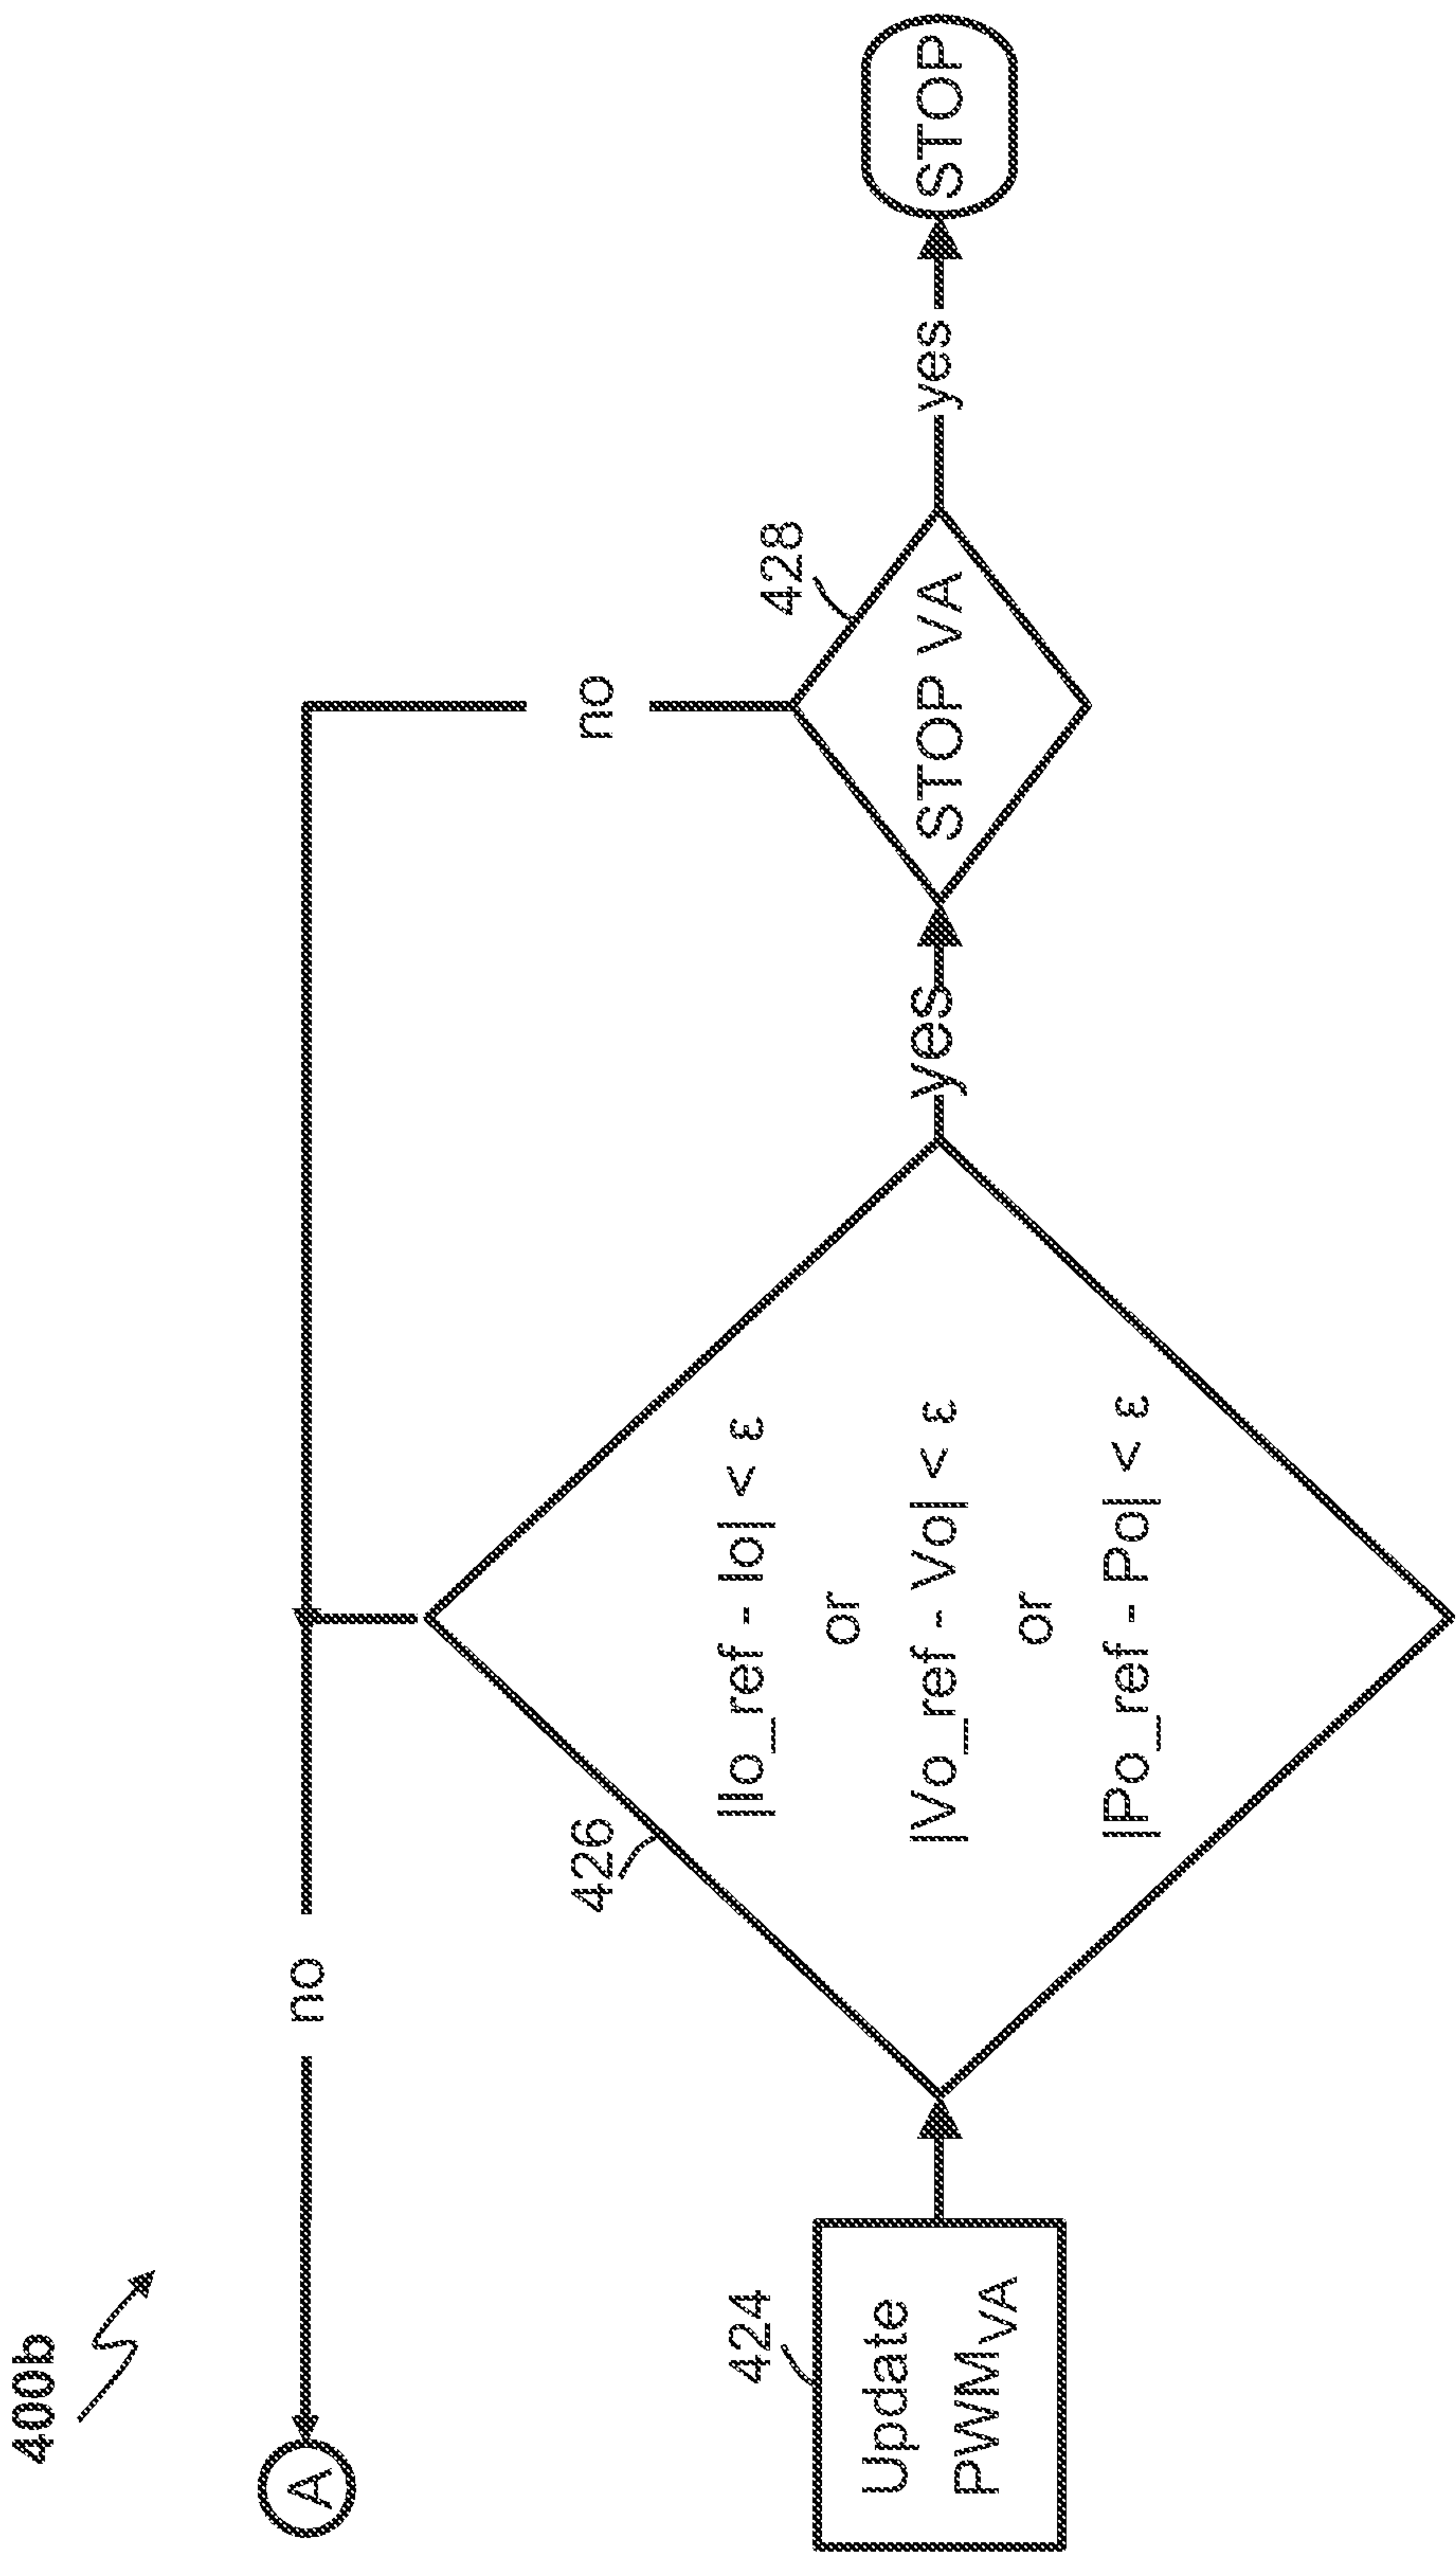 400b
A
no
no
424
Update
PWMVA
426
|Io_ref - Io| < ε
or
|Vo_ref - Vo| < ε
or
|Po_ref - Po| < ε
yes
428
STOP VA
yes
STOP